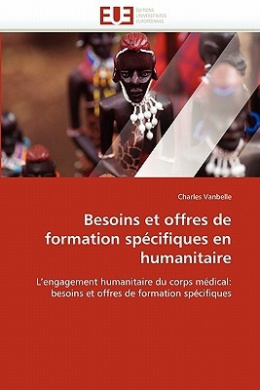 EUE
ÉDITIONS
UNIVERSITAIRES
EUROPÉENNES
Charles Vanbelle
Besoins et offres de
formation spécifiques en
humanitaire
L'engagement humanitaire du corps médical:
besoins et offres de formation spécifiques